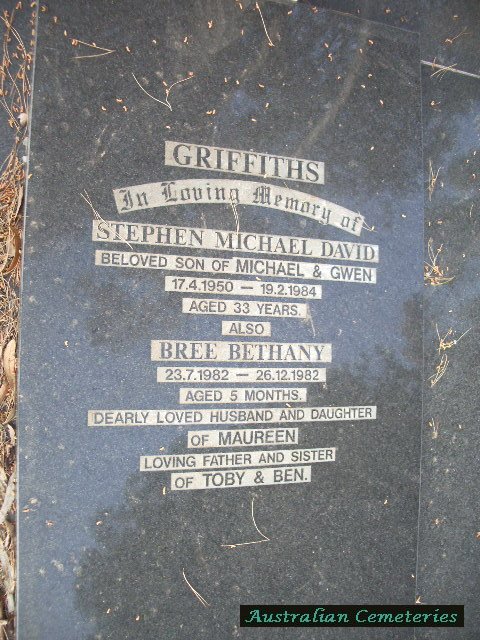 GRIFFITHS
In Loving Memory of
STEPHEN MICHAEL DAVID
BELOVED SON OF MICHAEL & GWEN
17.4.1950 — 19.2.1984
AGED 33 YEARS.
ALSO
BREE BETHANY
23.7.1982 — 26.12.1982
AGED 5 MONTHS.
DEARLY LOVED HUSBAND AND DAUGHTER
OF MAUREEN
LOVING FATHER AND SISTER
OF TOBY & BEN.
Australian Cemeteries